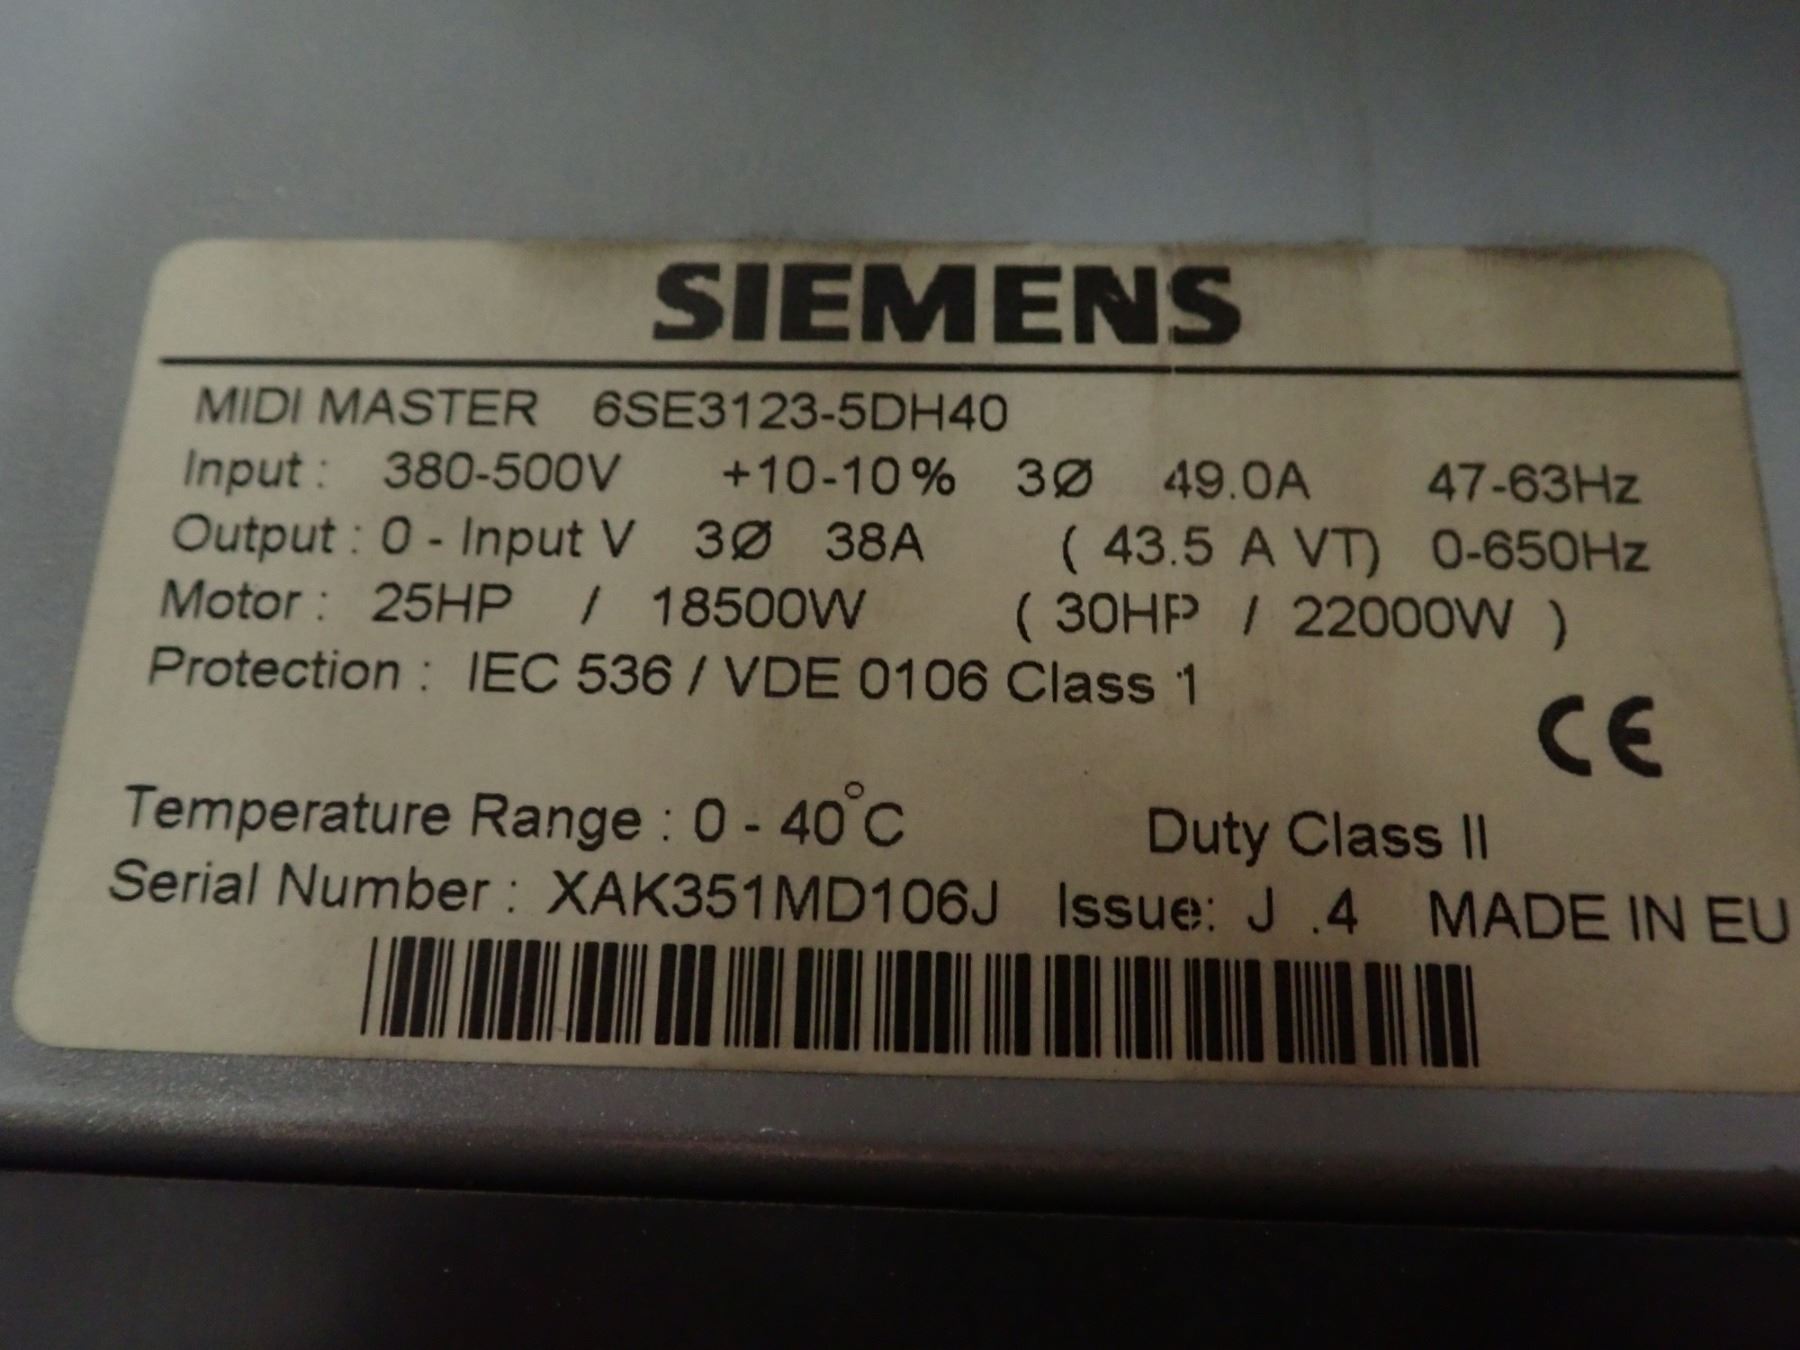 SIEMENS
MIDI MASTER 6SE3123-5DH40
Input : 380-500V +10-10% 3Ø 49.0A 47-63Hz
Output : 0 - Input V 3Ø 38A ( 43.5 A VT) 0-650Hz
Motor : 25HP / 18500W ( 30HP / 22000W )
Protection : IEC 536 / VDE 0106 Class 1
CE
Temperature Range : 0 - 40°C Duty Class II
Serial Number : XAK351MD106J Issue: J .4 MADE IN EU